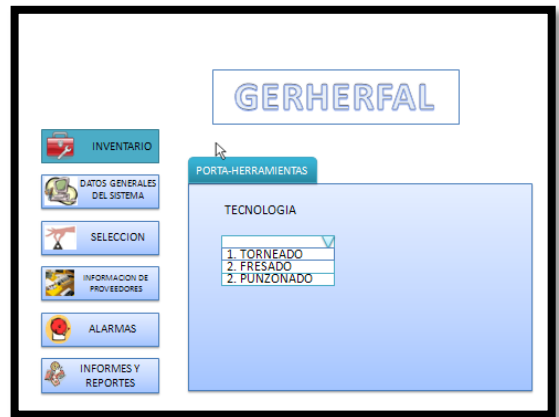 GERHERFAL
INVENTARIO
DATOS GENERALES
DEL SISTEMA
SELECCION
INFORMACION DE
PROVEEDORES
ALARMAS
INFORMES Y
REPORTES
PORTA-HERRAMIENTAS
TECNOLOGIA
1. TORNEADO
2. FRESADO
2. PUNZONADO